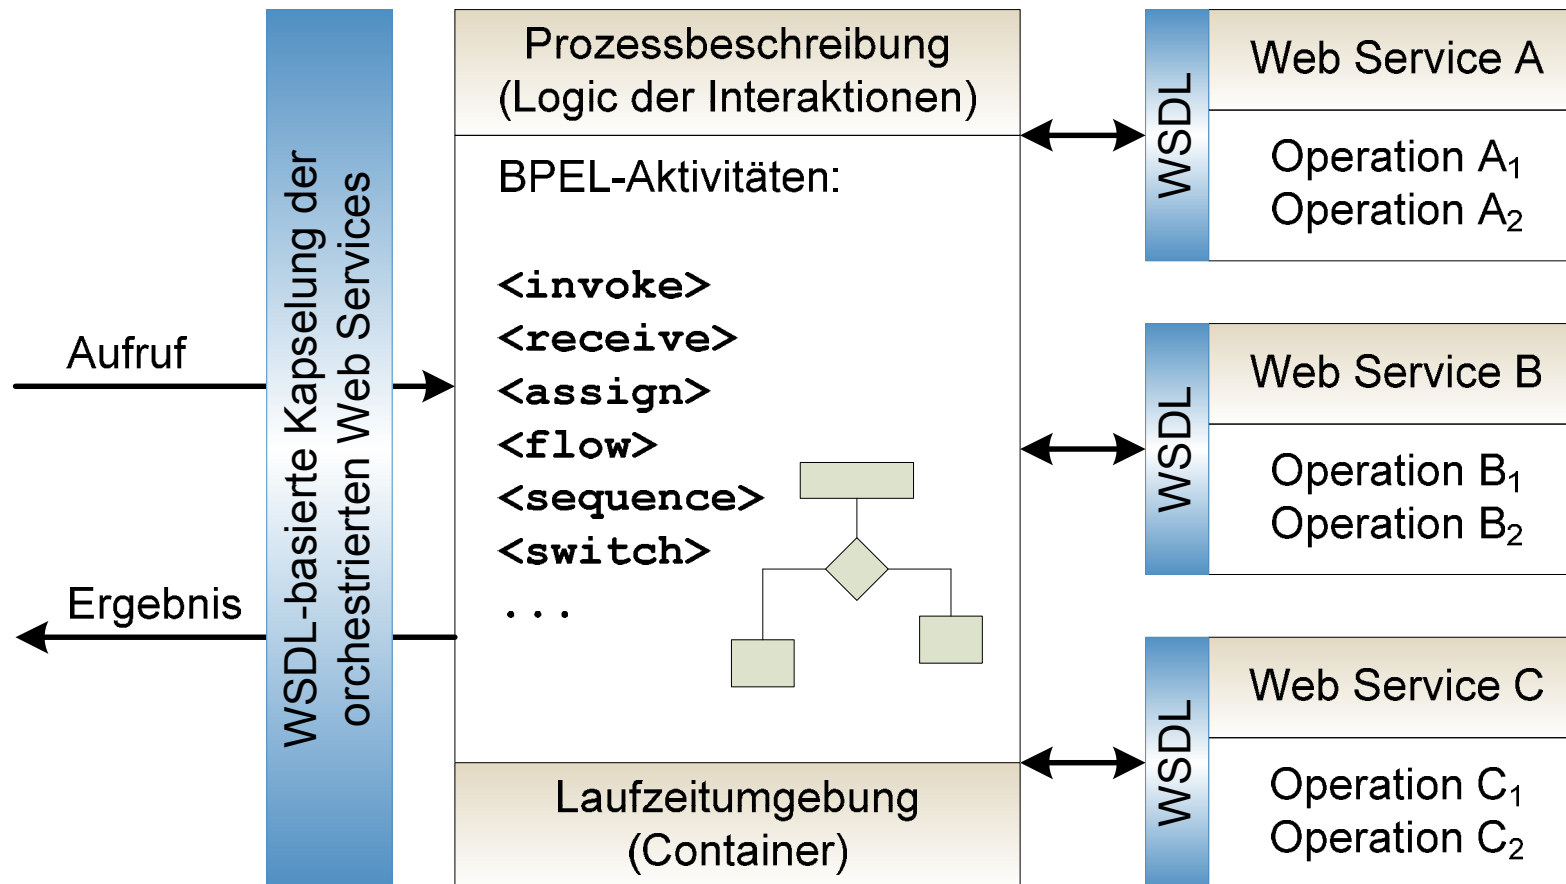 Aufruf
Ergebnis
WSDL-basierte Kapselung der
orchestrierten Web Services
Prozessbeschreibung
(Logic der Interaktionen)
BPEL-Aktivitäten:
<invoke>
<receive>
<assign>
<flow>
<sequence>
<switch>
...
Laufzeitumgebung
(Container)
WSDL
Web Service A
Operation A₁
Operation A₂
WSDL
Web Service B
Operation B₁
Operation B₂
WSDL
Web Service C
Operation C₁
Operation C₂